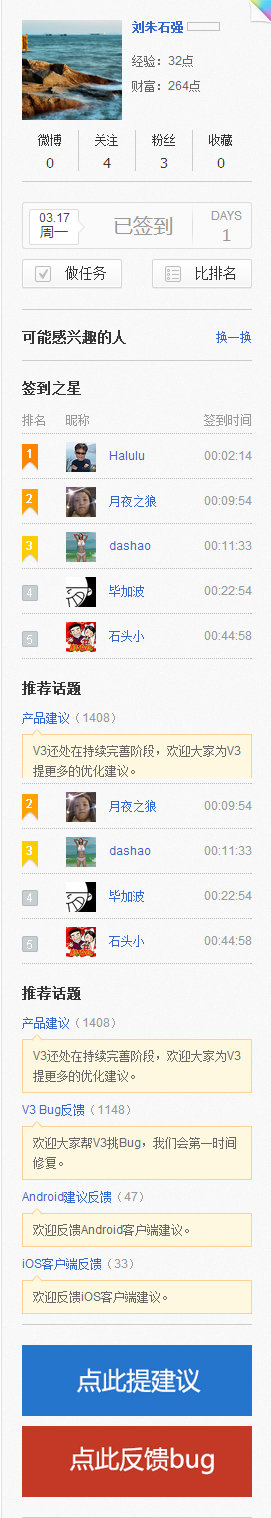 刘朱石强
经验：32点
财富：264点
微博 关注 粉丝 收藏
0 4 3 0
03.17
周一
已签到
DAYS
1
做任务 比排名
可能感兴趣的人 换一换
签到之星
排名 昵称 签到时间
1 Halulu 00:02:14
2 月夜之狼 00:09:54
3 dashao 00:11:33
4 毕加波 00:22:54
5 石头小 00:44:58
推荐话题
产品建议（1408）
V3还处在持续完善阶段，欢迎大家为V3
提更多的优化建议。
2 月夜之狼 00:09:54
3 dashao 00:11:33
4 毕加波 00:22:54
5 石头小 00:44:58
推荐话题
产品建议（1408）
V3还处在持续完善阶段，欢迎大家为V3
提更多的优化建议。
V3 Bug反馈（1148）
欢迎大家帮V3挑Bug，我们会第一时间
修复。
Android建议反馈（47）
欢迎反馈Android客户端建议。
iOS客户端反馈（33）
欢迎反馈iOS客户端建议。
点此提建议
点此反馈bug